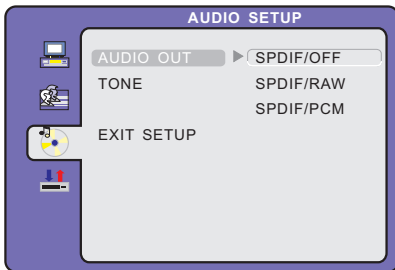 AUDIO SETUP
AUDIO OUT SPDIF/OFF
TONE SPDIF/RAW
SPDIF/PCM
EXIT SETUP